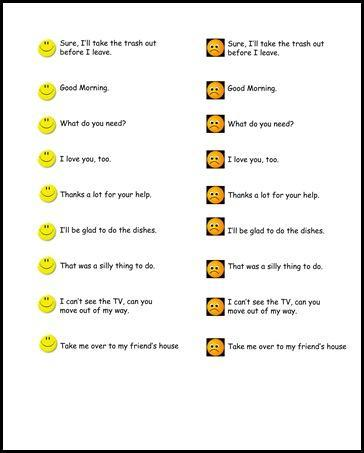 Sure, I'll take the trash out
before I leave.
Good Morning.
What do you need?
I love you, too.
Thanks a lot for your help.
I'll be glad to do the dishes.
That was a silly thing to do.
I can't see the TV, can you
move out of my way.
Take me over to my friend's house
Sure, I'll take the trash out
before I leave.
Good Morning.
What do you need?
I love you, too.
Thanks a lot for your help.
I'll be glad to do the dishes.
That was a silly thing to do.
I can't see the TV, can you
move out of my way.
Take me over to my friend's house